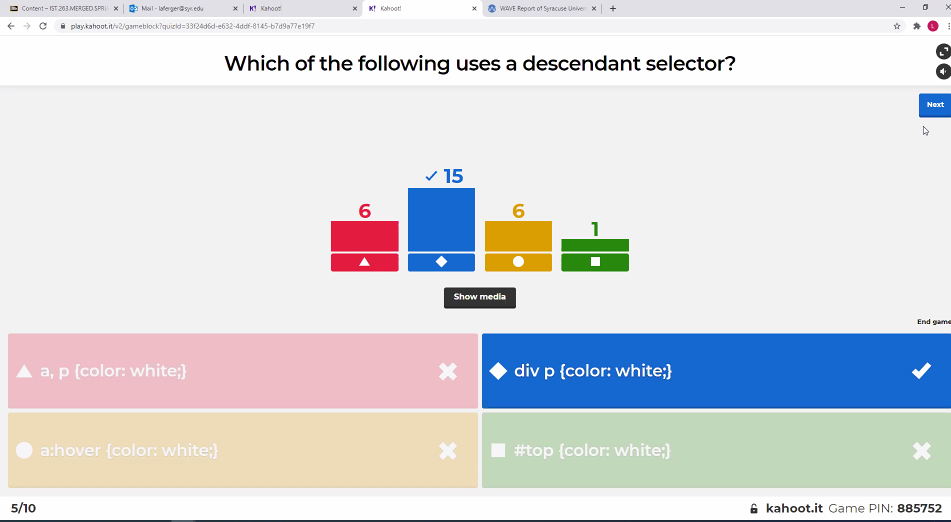 Content – IST.263.MERGED.SPRI
Mail – laferger@syr.edu
Kahoot!
Kahoot!
WAVE Report of Syracuse Univer
play.kahoot.it/v2/gameblock?quizId=33f24d6d-e632-4ddf-8145-b7d9a77e19f7
Which of the following uses a descendant selector?
Next
15
6
6
1
Show media
End game
a, p {color: white;}
div p {color: white;}
a:hover {color: white;}
#top {color: white;}
5/10
kahoot.it Game PIN: 885752